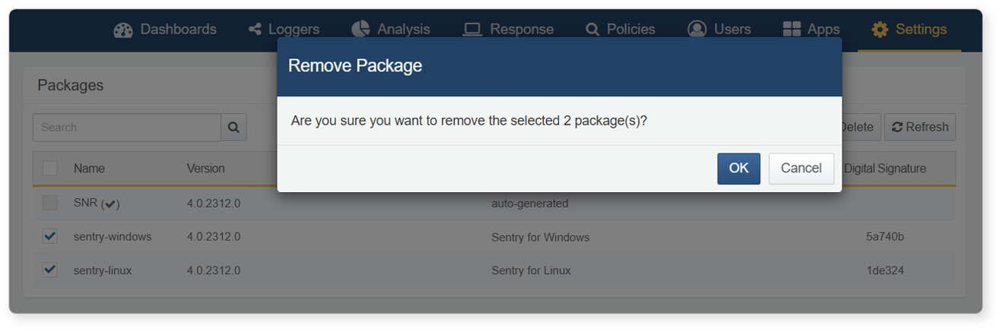 Dashboards Loggers Analysis Response Policies Users Apps Settings
Remove Package
Packages
Are you sure you want to remove the selected 2 package(s)?
Search Delete Refresh
OK Cancel
Name Version Digital Signature
SNR (✔) 4.0.2312.0 auto-generated
sentry-windows 4.0.2312.0 Sentry for Windows 5a740b
sentry-linux 4.0.2312.0 Sentry for Linux 1de324